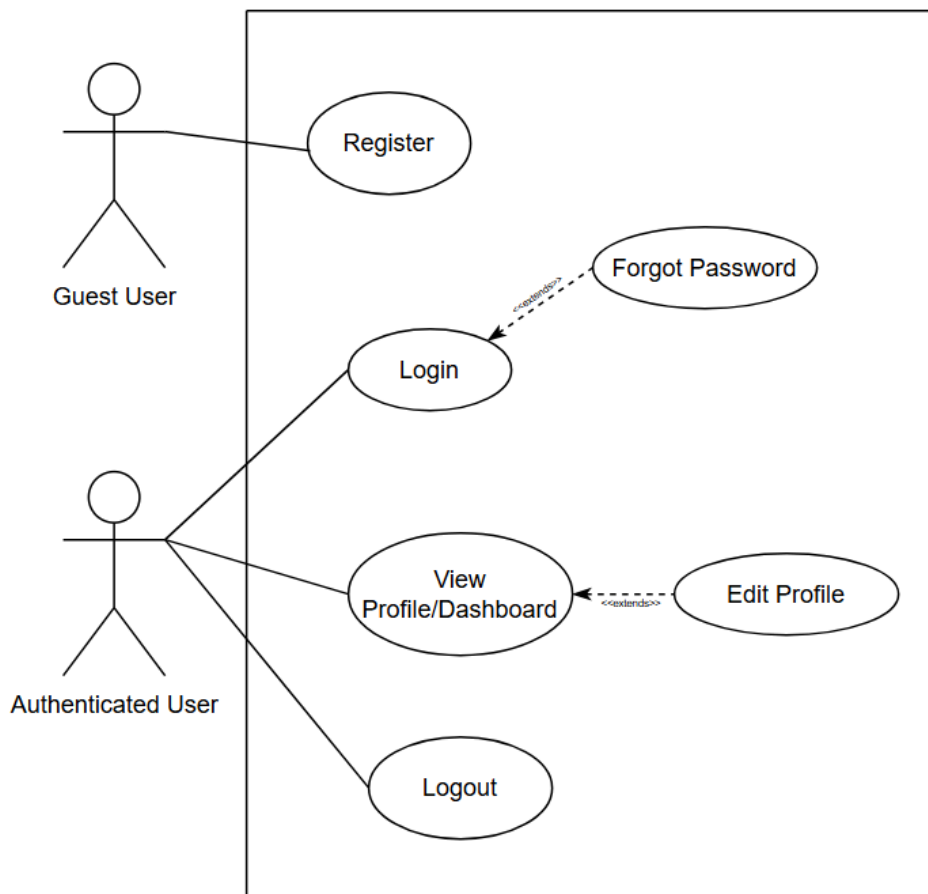 Register
Guest User
Forgot Password
<<extends>>
Login
View
Profile/Dashboard
<<extends>>
Edit Profile
Authenticated User
Logout